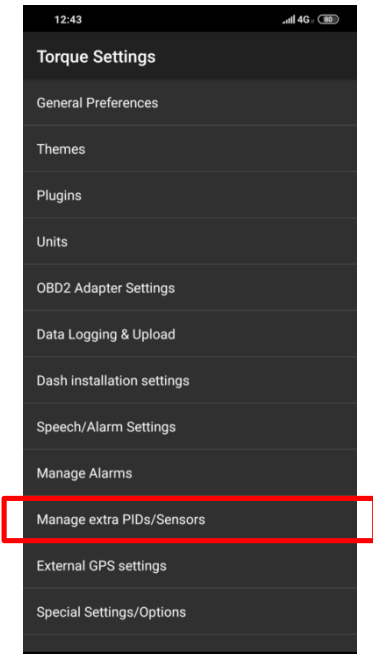 12:43 4G 80
Torque Settings
General Preferences
Themes
Plugins
Units
OBD2 Adapter Settings
Data Logging & Upload
Dash installation settings
Speech/Alarm Settings
Manage Alarms
Manage extra PIDs/Sensors
External GPS settings
Special Settings/Options